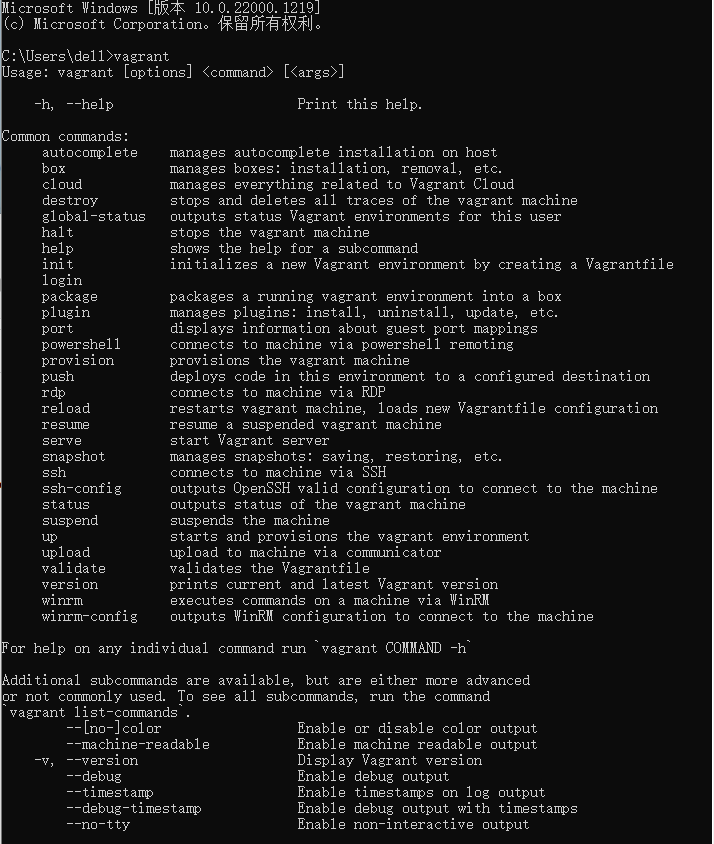 Microsoft Windows [版本 10.0.22000.1219]
(c) Microsoft Corporation。保留所有权利。
C:\Users\dell>vagrant
Usage: vagrant [options] <command> [<args>]
-h, --help Print this help.
Common commands:
autocomplete manages autocomplete installation on host
box manages boxes: installation, removal, etc.
cloud manages everything related to Vagrant Cloud
destroy stops and deletes all traces of the vagrant machine
global-status outputs status Vagrant environments for this user
halt stops the vagrant machine
help shows the help for a subcommand
init initializes a new Vagrant environment by creating a Vagrantfile
login
package packages a running vagrant environment into a box
plugin manages plugins: install, uninstall, update, etc.
port displays information about guest port mappings
powershell connects to machine via powershell remoting
provision provisions the vagrant machine
push deploys code in this environment to a configured destination
rdp connects to machine via RDP
reload restarts vagrant machine, loads new Vagrantfile configuration
resume resume a suspended vagrant machine
serve start Vagrant server
snapshot manages snapshots: saving, restoring, etc.
ssh connects to machine via SSH
ssh-config outputs OpenSSH valid configuration to connect to the machine
status outputs status of the vagrant machine
suspend suspends the machine
up starts and provisions the vagrant environment
upload upload to machine via communicator
validate validates the Vagrantfile
version prints current and latest Vagrant version
winrm executes commands on a machine via WinRM
winrm-config outputs WinRM configuration to connect to the machine
For help on any individual command run `vagrant COMMAND -h`
Additional subcommands are available, but are either more advanced
or not commonly used. To see all subcommands, run the command
`vagrant list-commands`.
--[no-]color Enable or disable color output
--machine-readable Enable machine readable output
-v, --version Display Vagrant version
--debug Enable debug output
--timestamp Enable timestamps on log output
--debug-timestamp Enable debug output with timestamps
--no-tty Enable non-interactive output